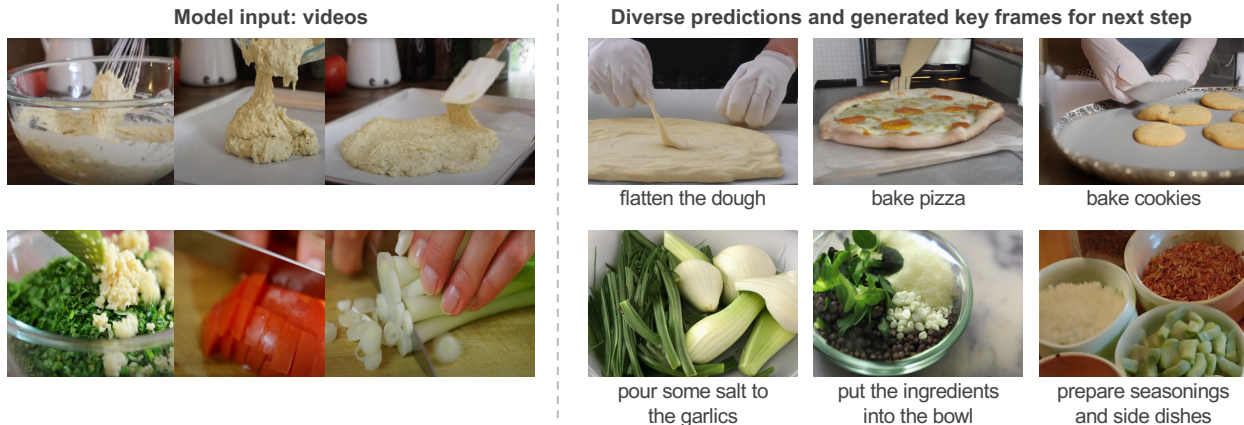 Model input: videos
Diverse predictions and generated key frames for next step
flatten the dough
bake pizza
bake cookies
pour some salt to
the garlics
put the ingredients
into the bowl
prepare seasonings
and side dishes